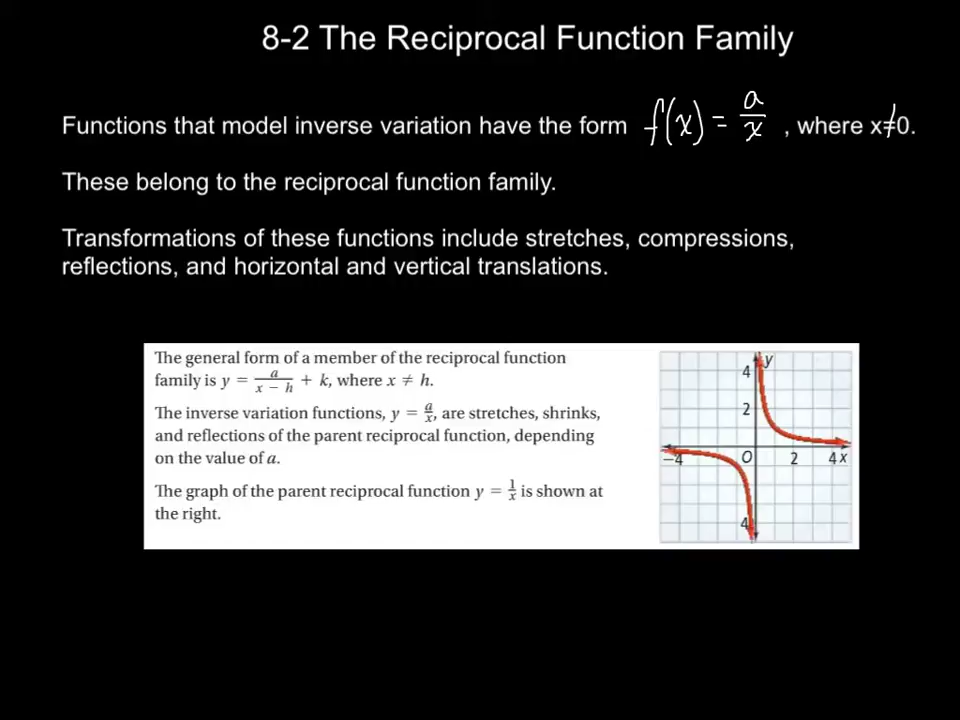 8-2 The Reciprocal Function Family
Functions that model inverse variation have the form f(x) = a/x , where x≠0.
These belong to the reciprocal function family.
Transformations of these functions include stretches, compressions,
reflections, and horizontal and vertical translations.
The general form of a member of the reciprocal function
family is y = a/(x − h) + k, where x ≠ h.
The inverse variation functions, y = a/x, are stretches, shrinks,
and reflections of the parent reciprocal function, depending
on the value of a.
The graph of the parent reciprocal function y = 1/x is shown at
the right.
y
4
2
−4 O 2 4 x
4